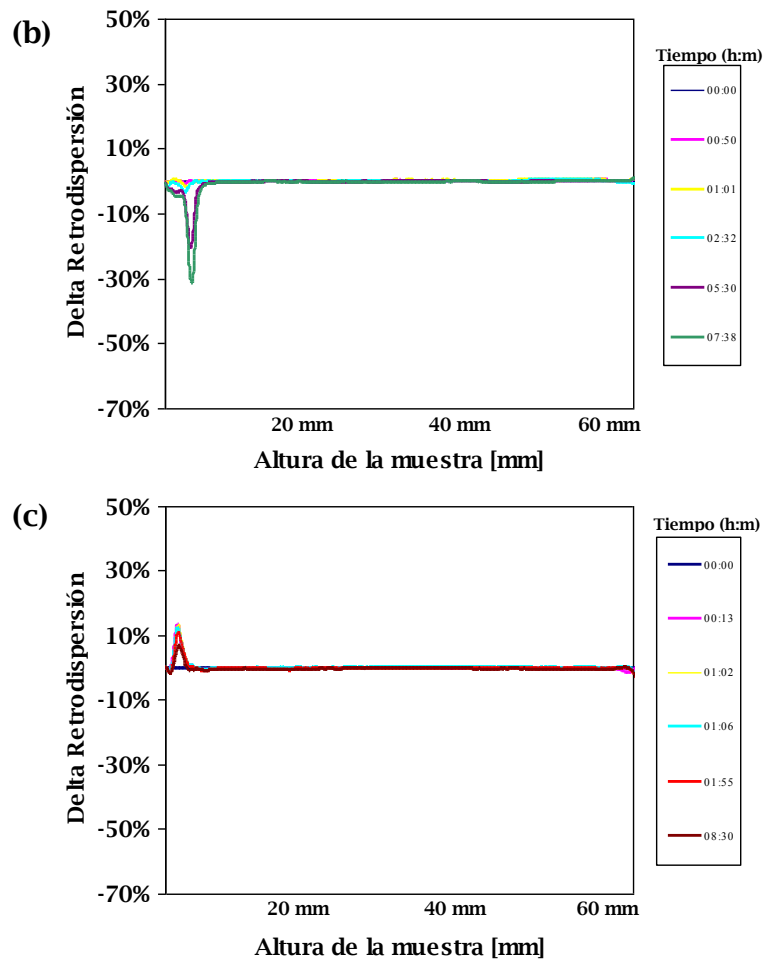 (b)
50%
30%
10%
-10%
-30%
-50%
-70%
Delta Retrodispersión
20 mm 40 mm 60 mm
Altura de la muestra [mm]
Tiempo (h:m)
00:00
00:50
01:01
02:32
05:30
07:38
(c)
50%
30%
10%
-10%
-30%
-50%
-70%
Delta Retrodispersión
20 mm 40 mm 60 mm
Altura de la muestra [mm]
Tiempo (h:m)
00:00
00:13
01:02
01:06
01:55
08:30